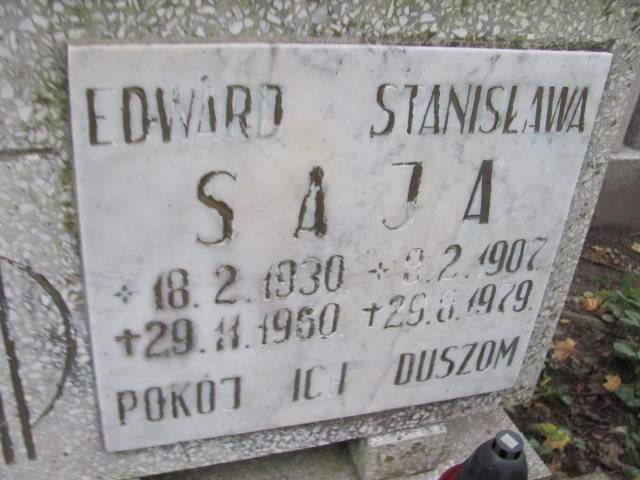 EDWARD STANISŁAWA
SAJA
* 18.2.1930. * 8.2.1907.
+ 29.11.1960. + 29.8.1979.
POKÓJ ICH DUSZOM